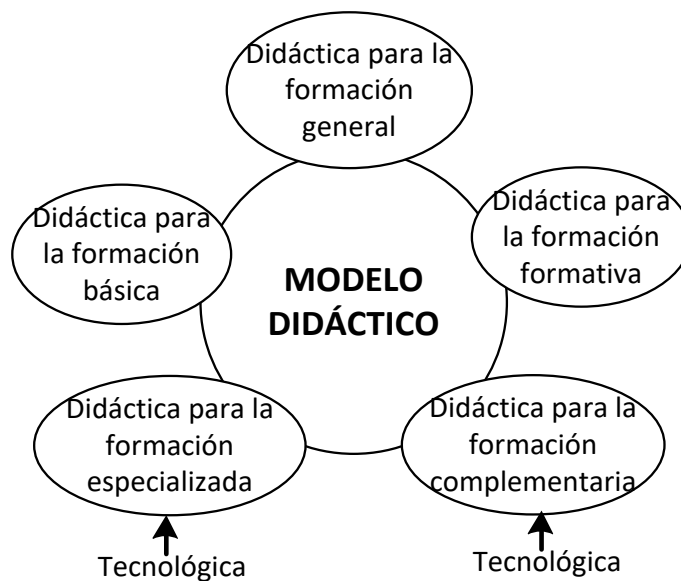 Didáctica para la
formación
general
Didáctica para
la formación
básica
Didáctica para
la formación
formativa
MODELO
DIDÁCTICO
Didáctica para la
formación
especializada
Didáctica para la
formación
complementaria
Tecnológica
Tecnológica